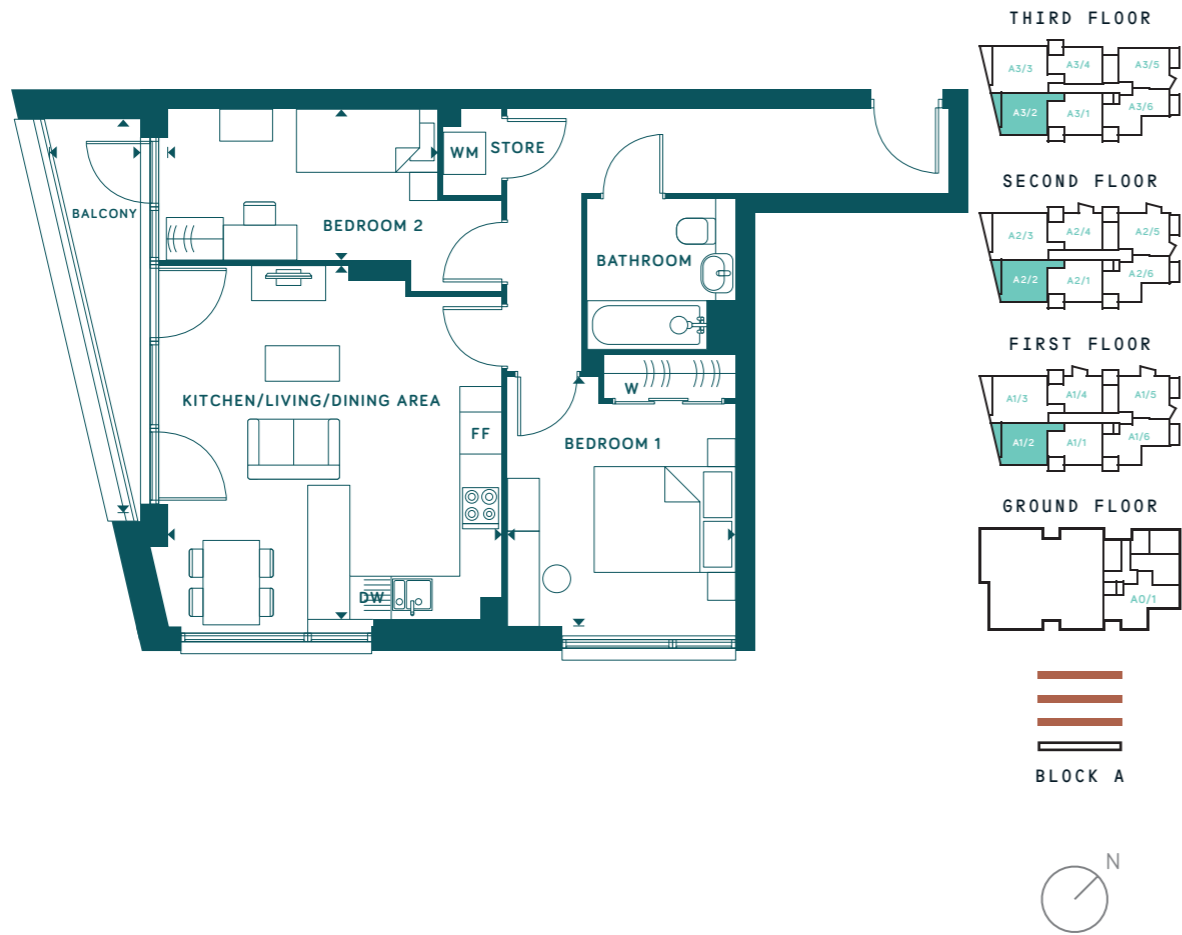 BALCONY
BEDROOM 2
WM
STORE
BATHROOM
KITCHEN/LIVING/DINING AREA
FF
DW
W
BEDROOM 1
THIRD FLOOR
A3/3
A3/4
A3/5
A3/2
A3/1
A3/6
SECOND FLOOR
A2/3
A2/4
A2/5
A2/2
A2/1
A2/6
FIRST FLOOR
A1/3
A1/4
A1/5
A1/2
A1/1
A1/6
GROUND FLOOR
A0/1
BLOCK A
N